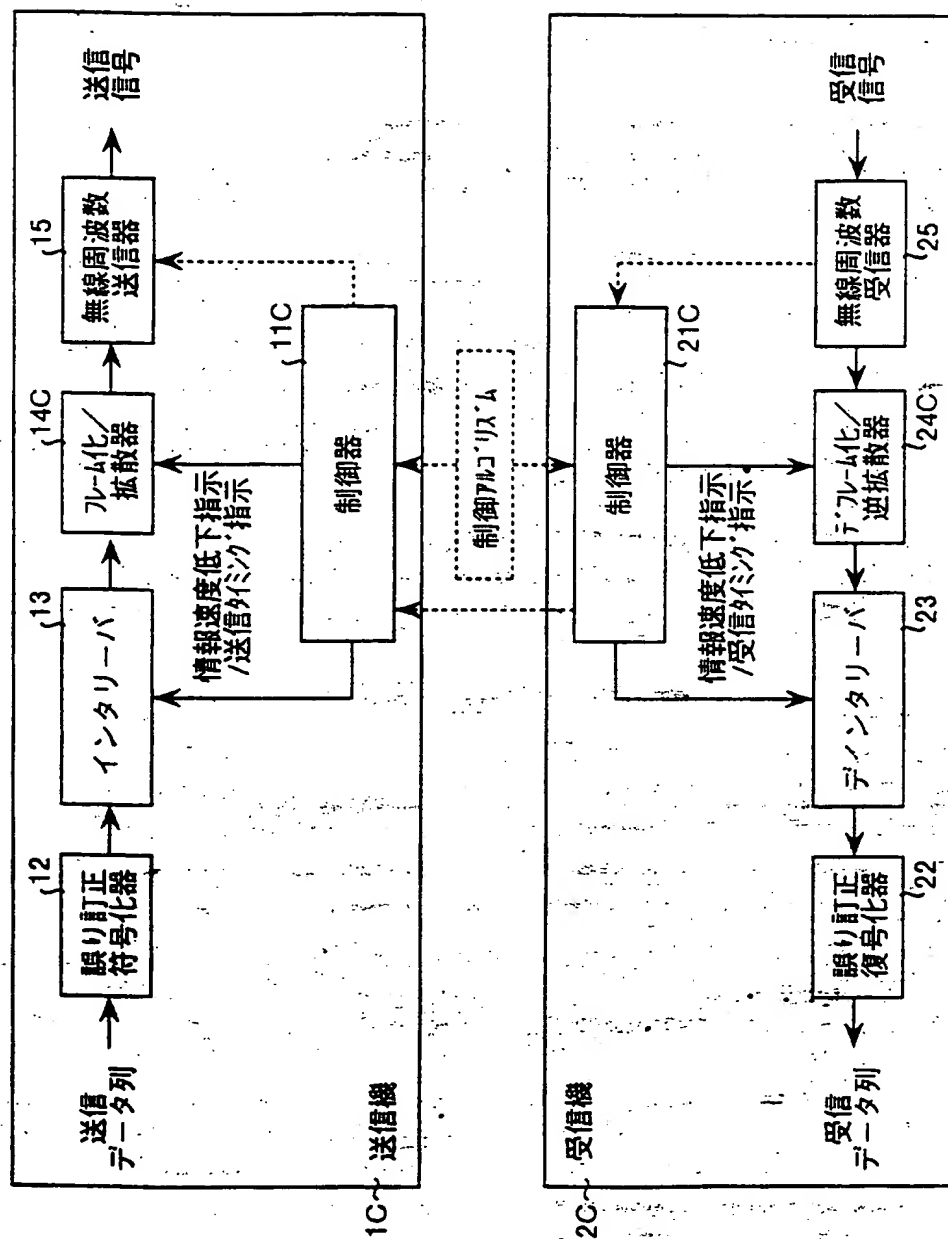 1C
送信機
送信
データ列
12
誤り訂正
符号化器
13
インタリーバ
14C
フレーム化/
拡散器
15
無線周波数
送信器
送信
信号
情報速度低下指示
/送信タイミング指示
11C
制御器
制御アルゴリズム
2C
受信機
21C
制御器
情報速度低下指示
/受信タイミング指示
受信
データ列
誤り訂正
復号化器
22
デインタリーバ
23
デフレーム化/
逆拡散器
24C
無線周波数
受信器
25
受信
信号